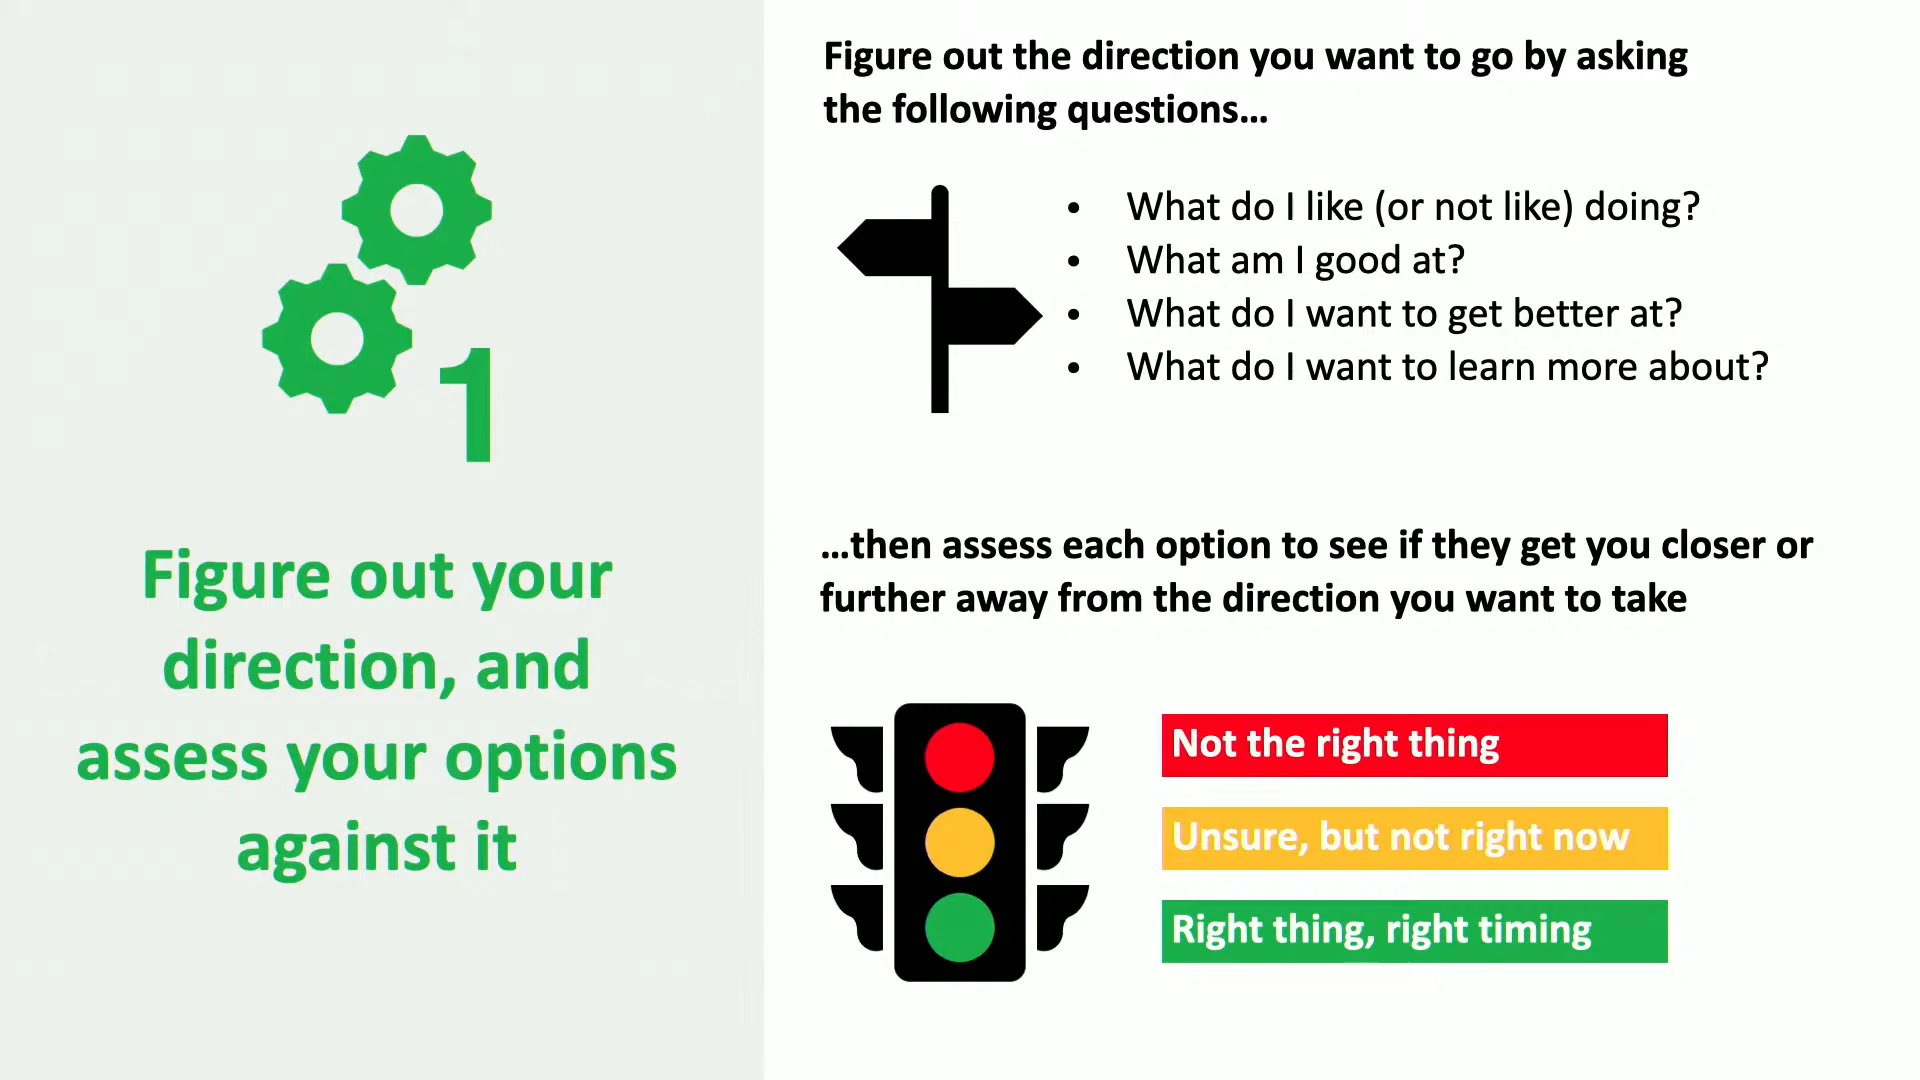 1
Figure out your
direction, and
assess your options
against it
Figure out the direction you want to go by asking
the following questions...
• What do I like (or not like) doing?
• What am I good at?
• What do I want to get better at?
• What do I want to learn more about?
...then assess each option to see if they get you closer or
further away from the direction you want to take
Not the right thing
Unsure, but not right now
Right thing, right timing